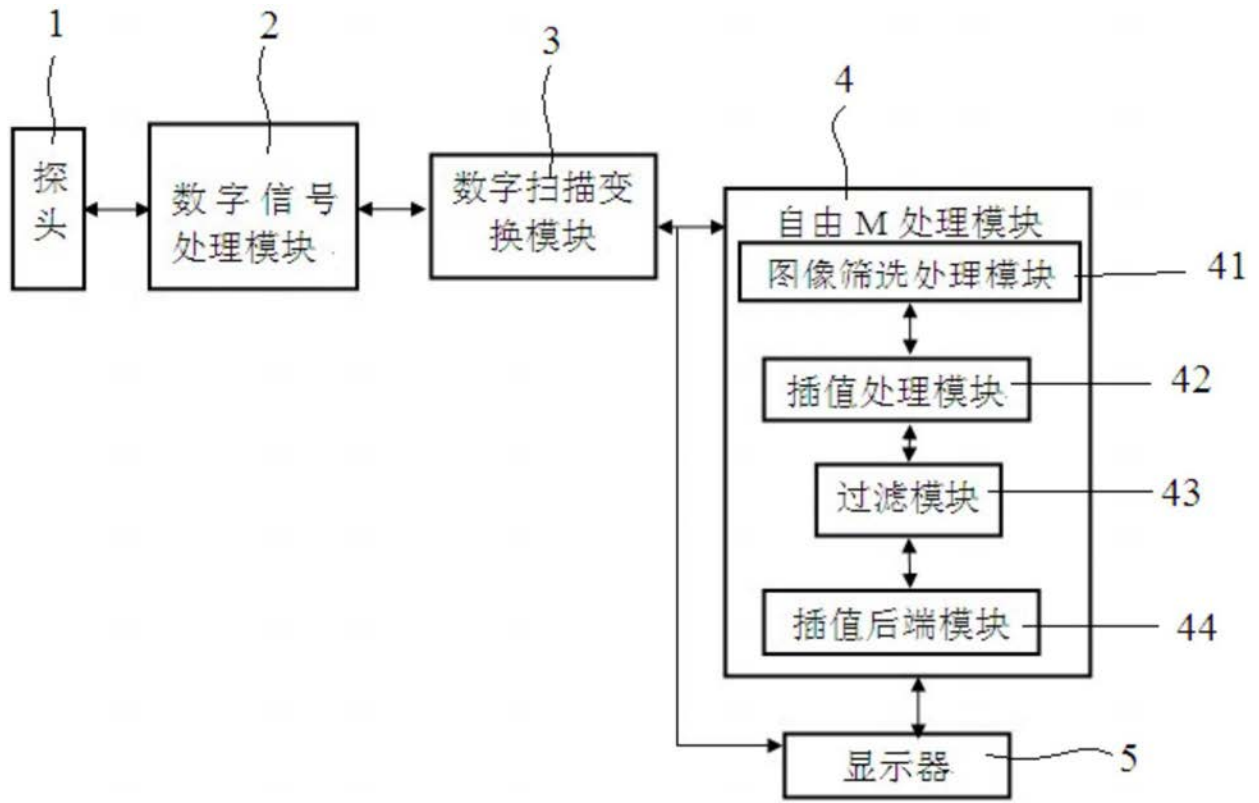 1
2
3
4
探
头
数字信号
处理模块
数字扫描变
换模块
自由M处理模块
图像筛选处理模块
41
插值处理模块
42
过滤模块
43
插值后端模块
44
显示器
5